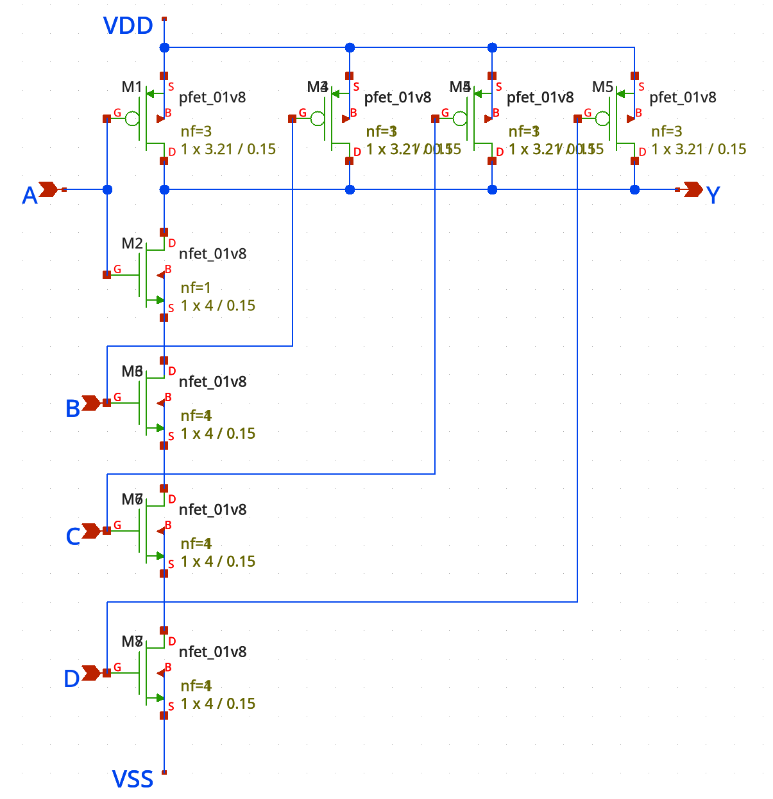 VDD
M1
S
pfet_01v8
G
B
nf=3
1 x 3.21 / 0.15
D
S
pfet_01v8
G
B
D
S
pfet_01v8
G
B
D
M5
S
pfet_01v8
G
B
nf=3
1 x 3.21 / 0.15
D
A
Y
M2
D
nfet_01v8
G
B
nf=1
1 x 4 / 0.15
S
D
nfet_01v8
B
G
B
1 x 4 / 0.15
S
D
nfet_01v8
C
G
B
1 x 4 / 0.15
S
D
nfet_01v8
D
G
B
1 x 4 / 0.15
S
VSS